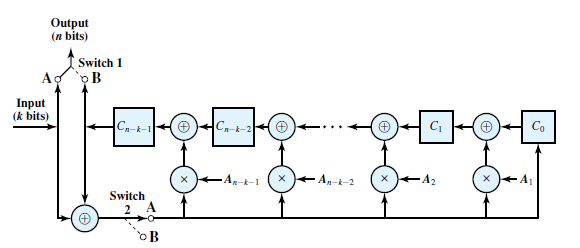 Output
(n bits)
Switch 1
A B
Input
(k bits)
C_{n-k-1} ⊕ C_{n-k-2} ⊕ · · · ⊕ C_1 ⊕ C_0
× A_{n-k-1} × A_{n-k-2} × A_2 × A_1
Switch
2 A
⊕
B